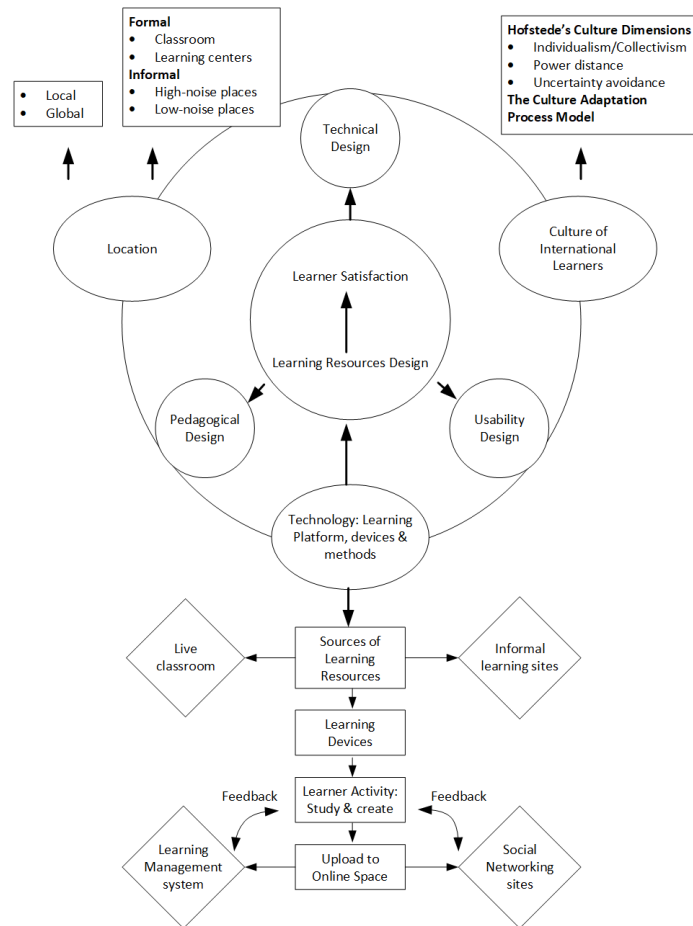 Formal
• Classroom
• Learning centers
Informal
• High-noise places
• Low-noise places
Hofstede's Culture Dimensions
• Individualism/Collectivism
• Power distance
• Uncertainty avoidance
The Culture Adaptation
Process Model
• Local
• Global
Technical
Design
Location
Culture of
International
Learners
Learner Satisfaction
Learning Resources Design
Pedagogical
Design
Usability
Design
Technology: Learning
Platform, devices &
methods
Live
classroom
Sources of
Learning
Resources
Informal
learning sites
Learning
Devices
Feedback
Learner Activity:
Study & create
Feedback
Learning
Management
system
Upload to
Online Space
Social
Networking
sites